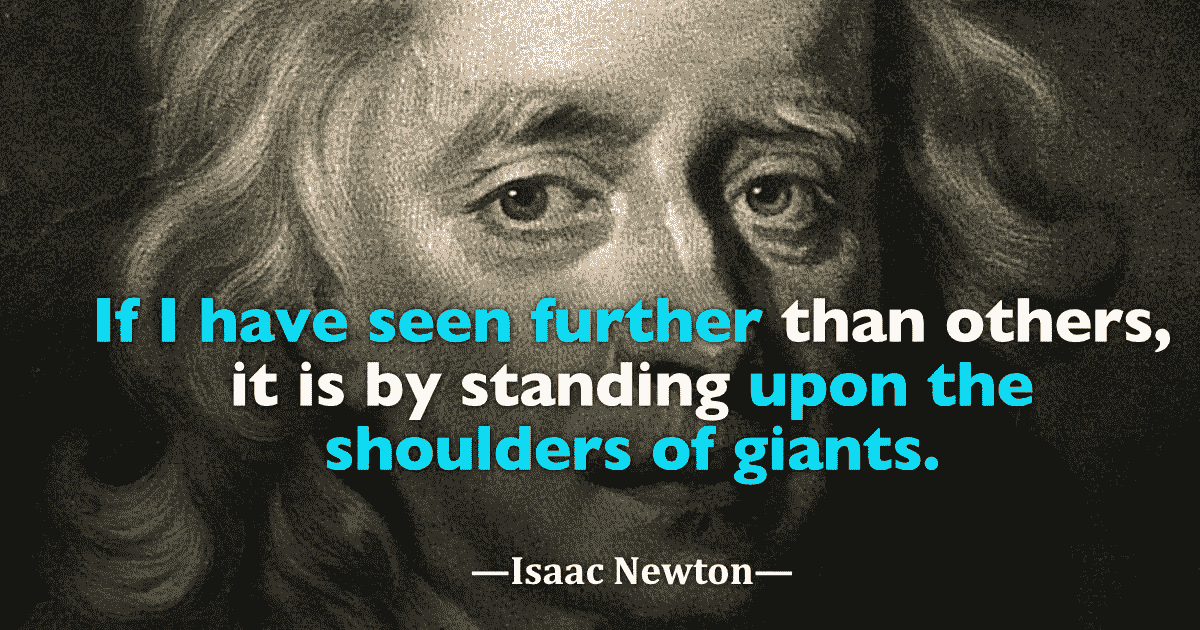 If I have seen further than others,
it is by standing upon the
shoulders of giants.
—Isaac Newton—